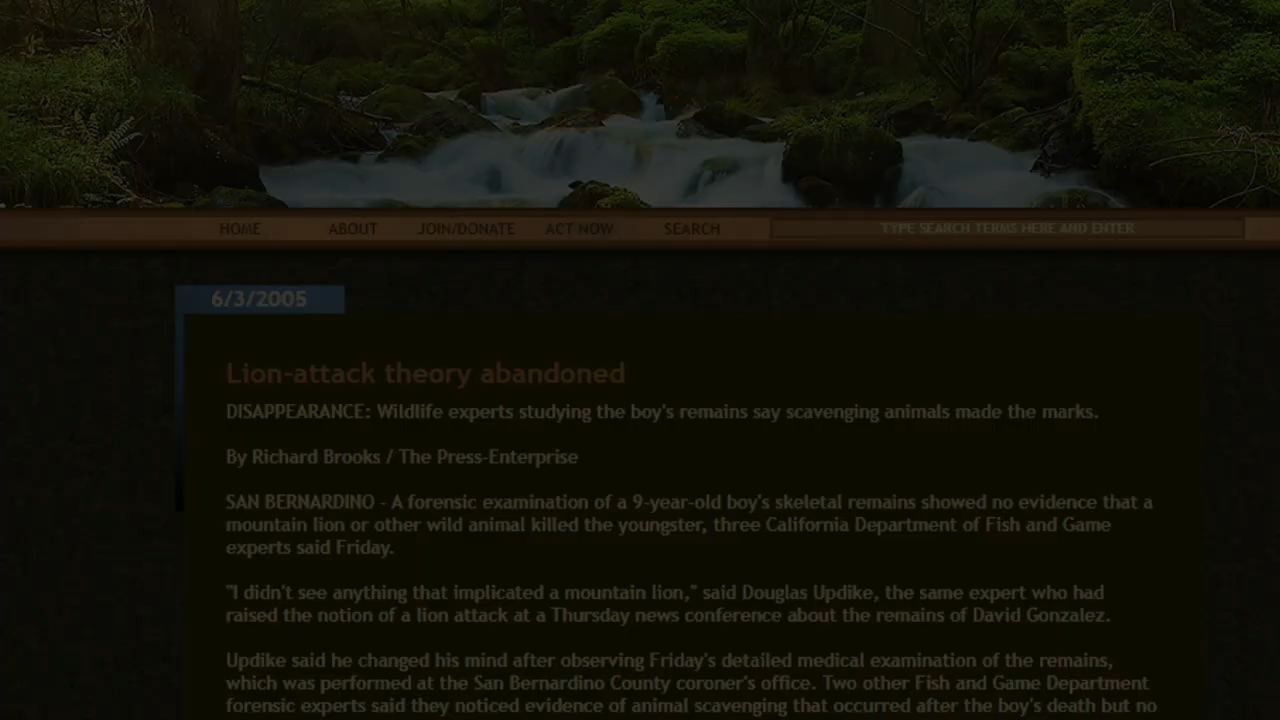 HOME ABOUT JOIN/DONATE ACT NOW SEARCH TYPE SEARCH TERMS HERE AND ENTER
6/3/2005
Lion-attack theory abandoned
DISAPPEARANCE: Wildlife experts studying the boy's remains say scavenging animals made the marks.
By Richard Brooks / The Press-Enterprise
SAN BERNARDINO - A forensic examination of a 9-year-old boy's skeletal remains showed no evidence that a
mountain lion or other wild animal killed the youngster, three California Department of Fish and Game
experts said Friday.
"I didn't see anything that implicated a mountain lion," said Douglas Updike, the same expert who had
raised the notion of a lion attack at a Thursday news conference about the remains of David Gonzalez.
Updike said he changed his mind after observing Friday's detailed medical examination of the remains,
which was performed at the San Bernardino County coroner's office. Two other Fish and Game Department
forensic experts said they noticed evidence of animal scavenging that occurred after the boy's death but no